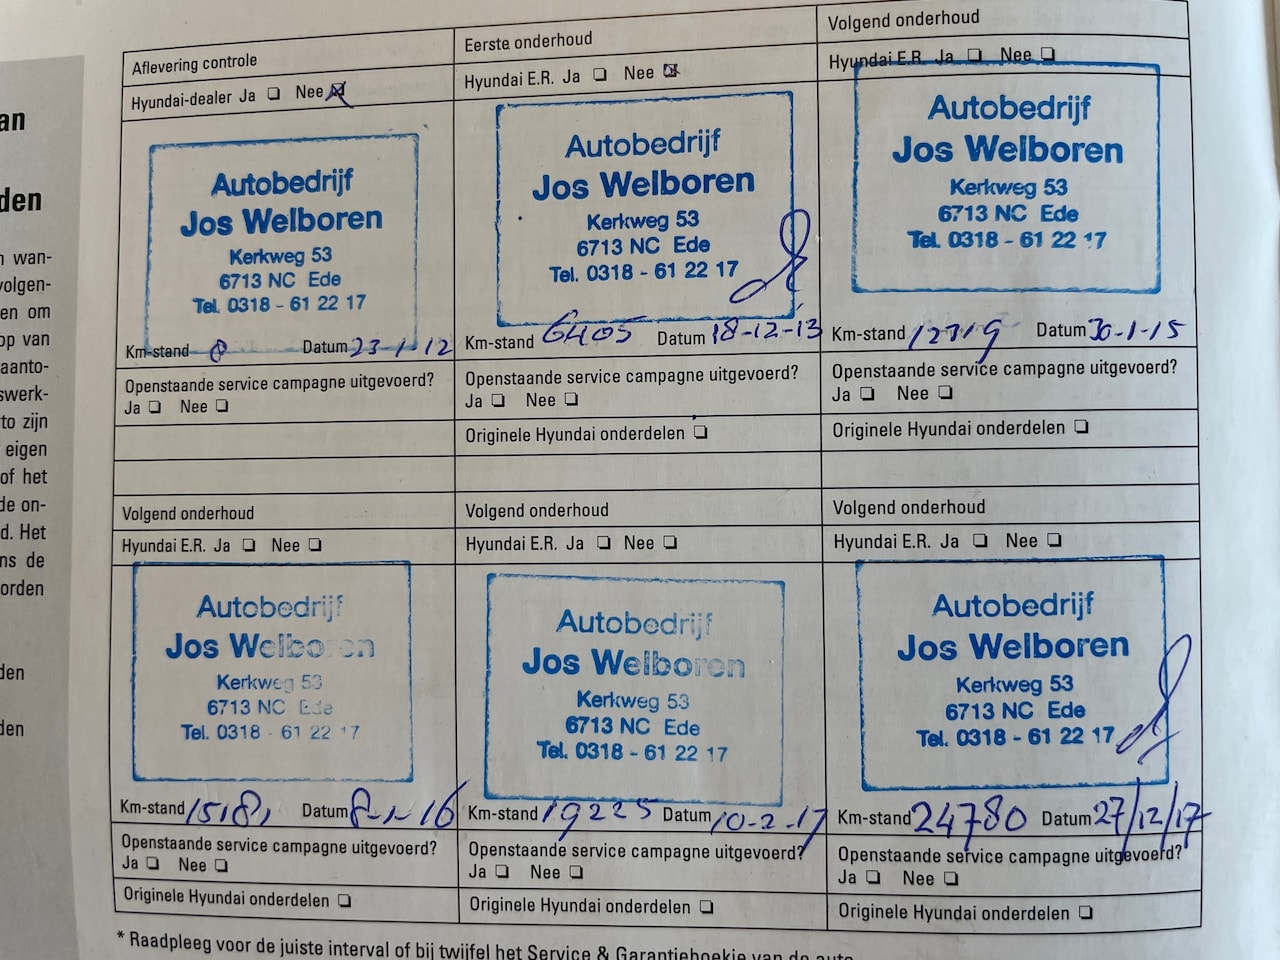 an
den
n wan-
volgen-
en om
op van
aanto-
swerk-
to zijn
eigen
of het
de on-
d. Het
ns de
orden
den
den
Aflevering controle
Hyundai-dealer Ja ❏ Nee ☒
Autobedrijf
Jos Welboren
Kerkweg 53
6713 NC Ede
Tel. 0318 - 61 22 17
Km-stand 8 Datum 23-1-12
Openstaande service campagne uitgevoerd?
Ja ❏ Nee ❏
Eerste onderhoud
Hyundai E.R. Ja ❏ Nee ☒
Autobedrijf
Jos Welboren
Kerkweg 53
6713 NC Ede
Tel. 0318 - 61 22 17
Km-stand 6405 Datum 18-12-13
Openstaande service campagne uitgevoerd?
Ja ❏ Nee ❏
Originele Hyundai onderdelen ❏
Volgend onderhoud
Hyundai E.R. Ja ❏ Nee ❏
Autobedrijf
Jos Welboren
Kerkweg 53
6713 NC Ede
Tel. 0318 - 61 22 17
Km-stand 12319 Datum 30-1-15
Openstaande service campagne uitgevoerd?
Ja ❏ Nee ❏
Originele Hyundai onderdelen ❏
Volgend onderhoud
Hyundai E.R. Ja ❏ Nee ❏
Autobedrijf
Jos Welboren
Kerkweg 53
6713 NC Ede
Tel. 0318 - 61 22 17
Km-stand 15181 Datum 8-1-16
Openstaande service campagne uitgevoerd?
Ja ❏ Nee ❏
Originele Hyundai onderdelen ❏
Volgend onderhoud
Hyundai E.R. Ja ❏ Nee ❏
Autobedrijf
Jos Welboren
Kerkweg 53
6713 NC Ede
Tel. 0318 - 61 22 17
Km-stand 19225 Datum 10-2-17
Openstaande service campagne uitgevoerd?
Ja ❏ Nee ❏
Originele Hyundai onderdelen ❏
Volgend onderhoud
Hyundai E.R. Ja ❏ Nee ❏
Autobedrijf
Jos Welboren
Kerkweg 53
6713 NC Ede
Tel. 0318 - 61 22 17
Km-stand 24780 Datum 27/12/17
Openstaande service campagne uitgevoerd?
Ja ❏ Nee ❏
Originele Hyundai onderdelen ❏
* Raadpleeg voor de juiste interval of bij twijfel het Service & Garantieboekje van de auto